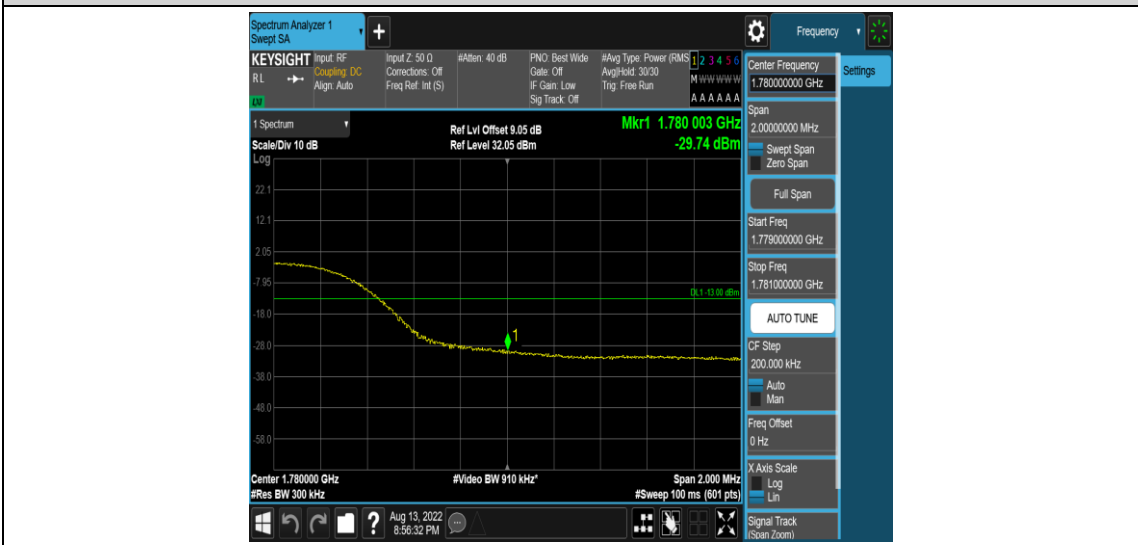 Spectrum Analyzer 1
Swept SA
+
Frequency
KEYSIGHT
RL
LXI
Input: RF
Coupling: DC
Align: Auto
Input Z: 50 Ω
Corrections: Off
Freq Ref: Int (S)
#Atten: 40 dB
PNO: Best Wide
Gate: Off
IF Gain: Low
Sig Track: Off
#Avg Type: Power (RMS
Avg|Hold: 30/30
Trig: Free Run
1 2 3 4 5 6
M W W W W W
A A A A A A
1 Spectrum
Scale/Div 10 dB
Log
Ref Lvl Offset 9.05 dB
Ref Level 32.05 dBm
Mkr1 1.780 003 GHz
-29.74 dBm
22.1
12.1
2.05
-7.95
DL1 -13.00 dBm
-18.0
1
-28.0
-38.0
-48.0
-58.0
Center 1.780000 GHz
#Video BW 910 kHz*
Span 2.000 MHz
#Res BW 300 kHz
#Sweep 100 ms (601 pts)
Aug 13, 2022
8:56:32 PM
?
Center Frequency
1.780000000 GHz
Settings
Span
2.00000000 MHz
Swept Span
Zero Span
Full Span
Start Freq
1.779000000 GHz
Stop Freq
1.781000000 GHz
AUTO TUNE
CF Step
200.000 kHz
Auto
Man
Freq Offset
0 Hz
X Axis Scale
Log
Lin
Signal Track
(Span Zoom)